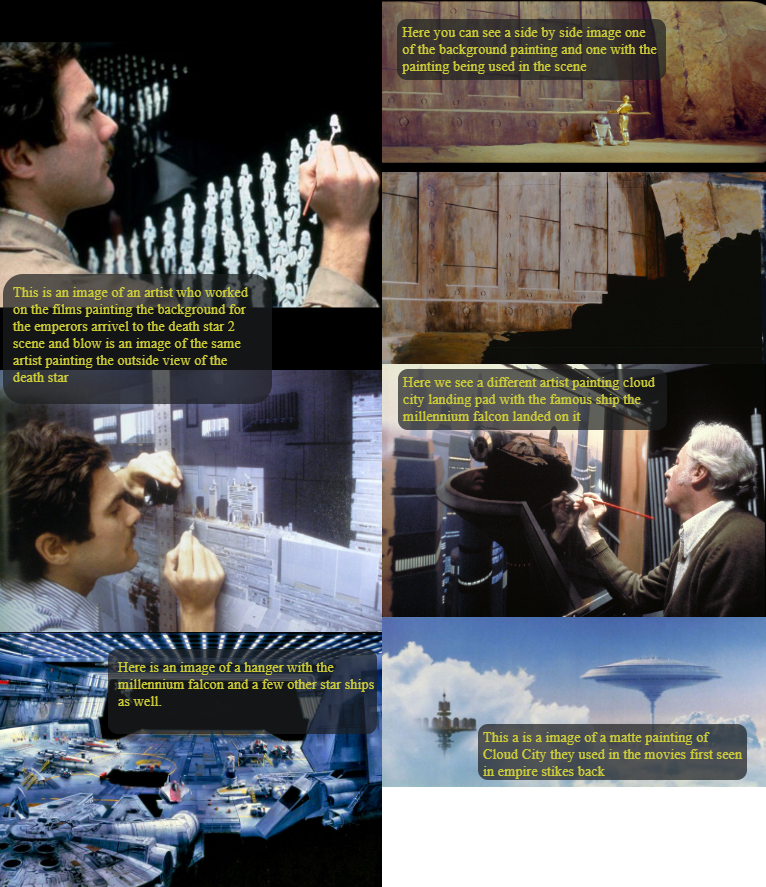 Here you can see a side by side image one
of the background painting and one with the
painting being used in the scene
This is an image of an artist who worked
on the films painting the background for
the emperors arrivel to the death star 2
scene and blow is an image of the same
artist painting the outside view of the
death star
Here we see a different artist painting cloud
city landing pad with the famous ship the
millennium falcon landed on it
Here is an image of a hanger with the
millennium falcon and a few other star ships
as well.
This a is a image of a matte painting of
Cloud City they used in the movies first seen
in empire stikes back